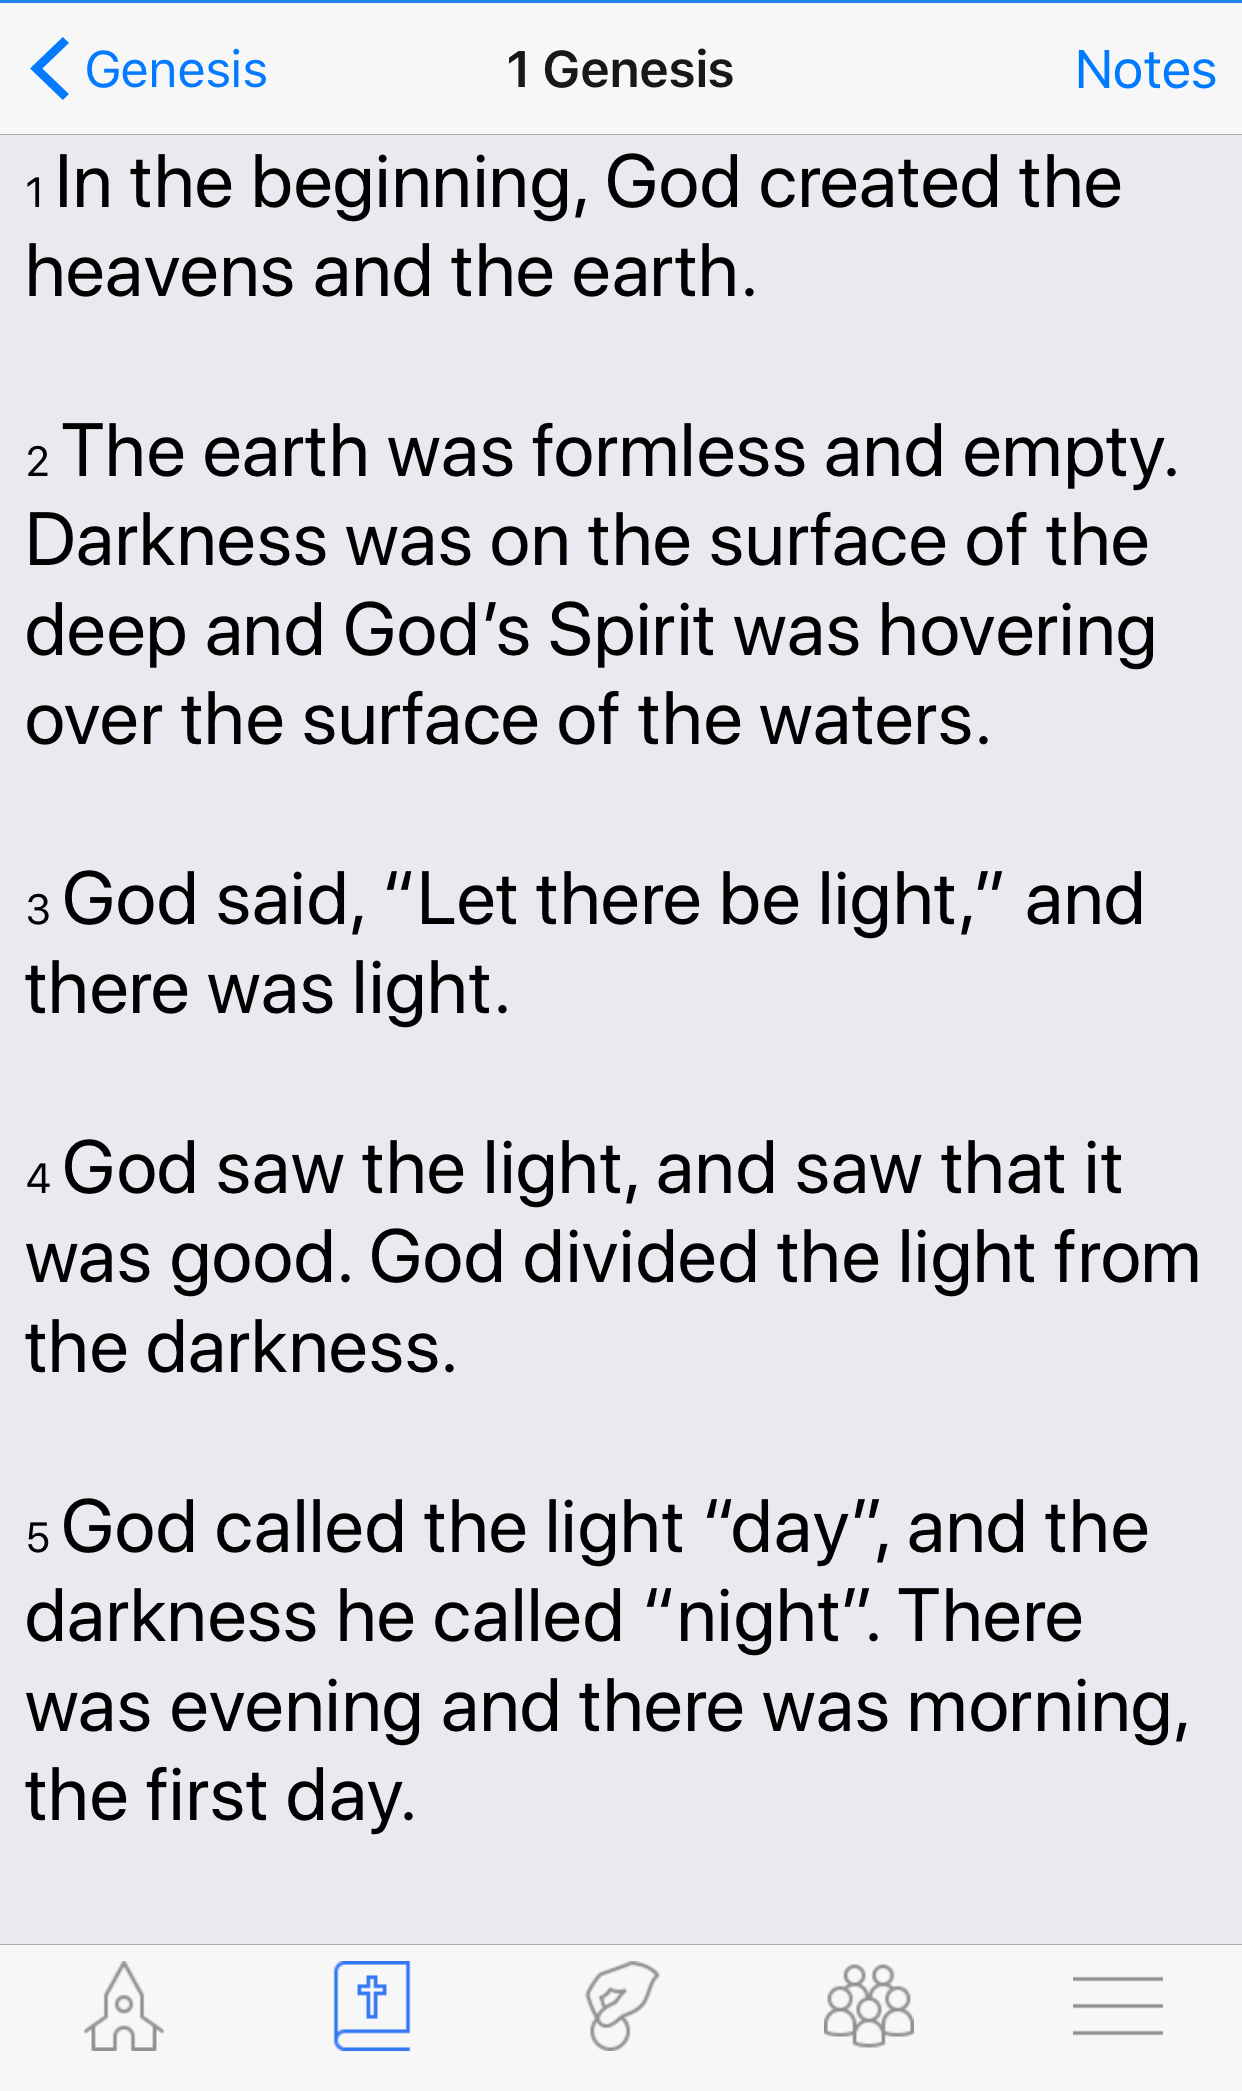 Genesis
1 Genesis
Notes
1 In the beginning, God created the
heavens and the earth.
2 The earth was formless and empty.
Darkness was on the surface of the
deep and God’s Spirit was hovering
over the surface of the waters.
3 God said, “Let there be light,” and
there was light.
4 God saw the light, and saw that it
was good. God divided the light from
the darkness.
5 God called the light “day”, and the
darkness he called “night”. There
was evening and there was morning,
the first day.